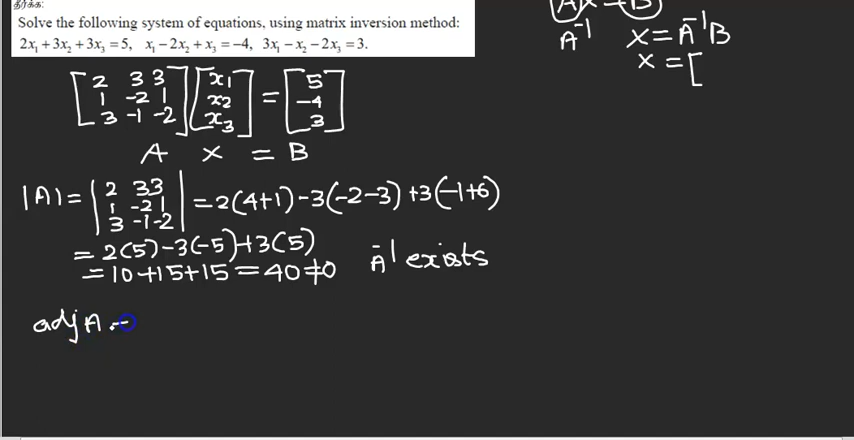 தீர்க்க:
Solve the following system of equations, using matrix inversion method:
2x₁ + 3x₂ + 3x₃ = 5, x₁ − 2x₂ + x₃ = −4, 3x₁ − x₂ − 2x₃ = 3.
AX = B
A⁻¹ X = A⁻¹B
X = [
[2 3 3] [x1] = [5]
[1 -2 1] [x2] [-4]
[3 -1 -2] [x3] [3]
A X = B
|A| = |2 3 3| = 2(4+1) - 3(-2-3) + 3(-1+6)
|1 -2 1|
|3 -1 -2|
= 2(5) - 3(-5) + 3(5)
= 10 + 15 + 15 = 40 ≠ 0 A⁻¹ exists
adj A =